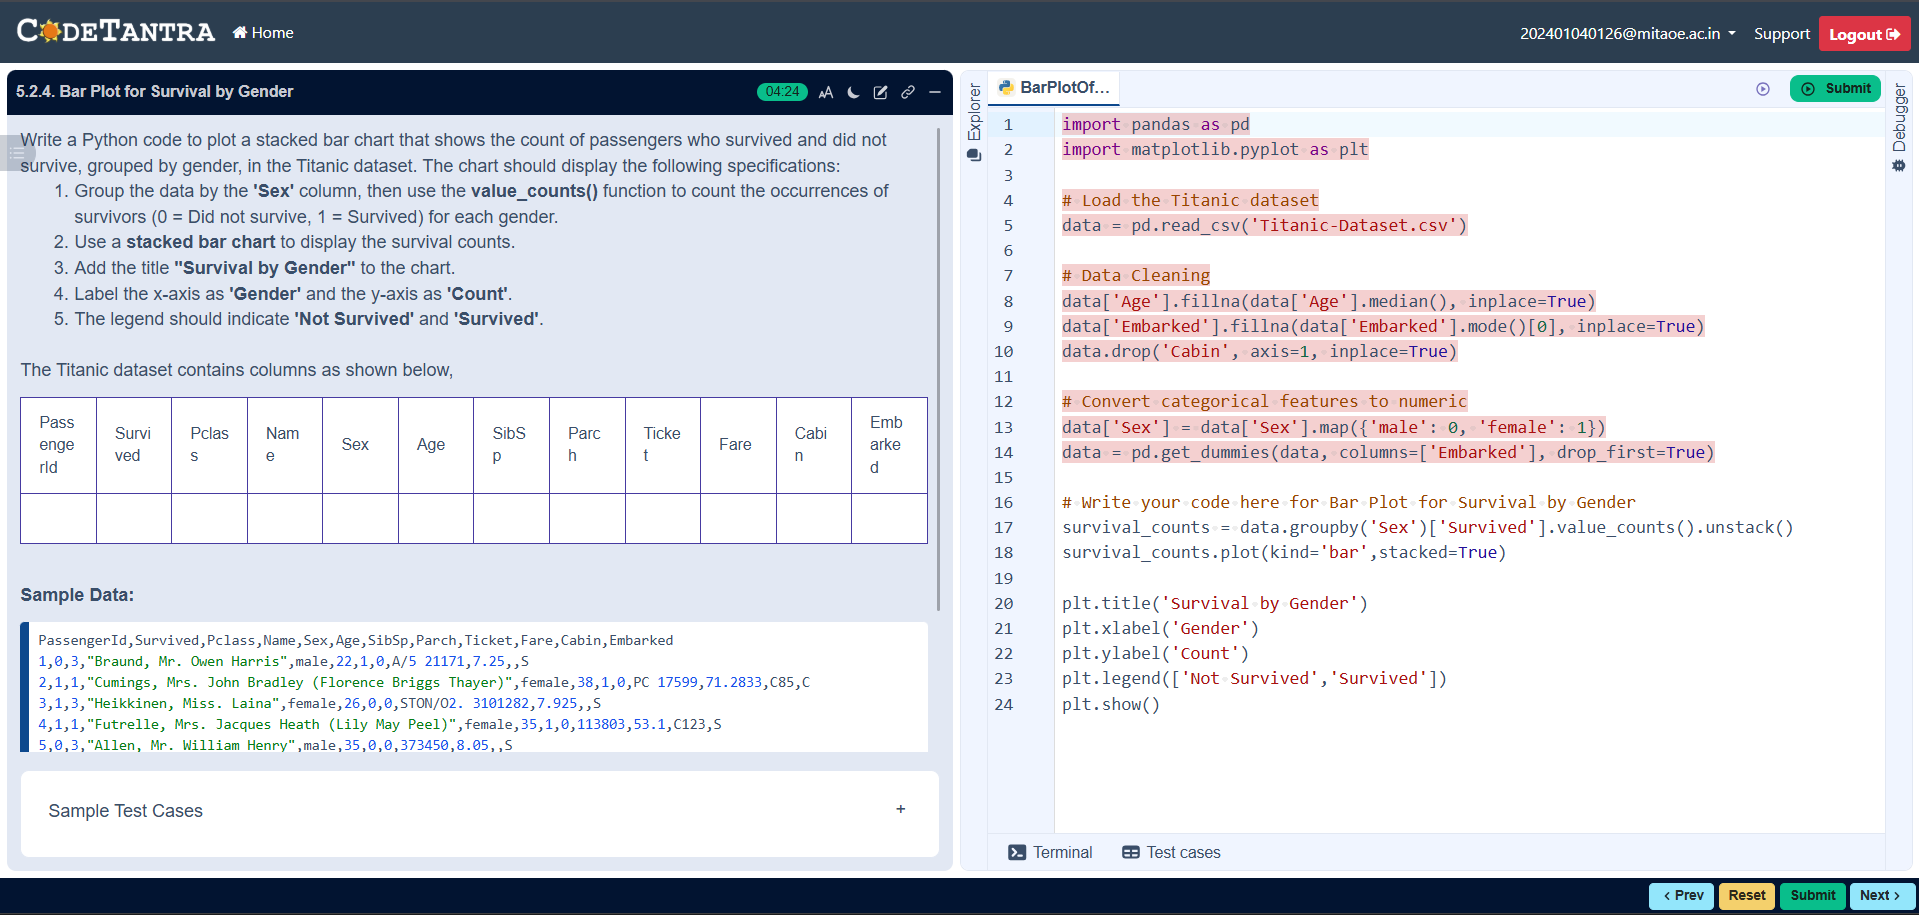 CODETANTRA
Home
202401040126@mitaoe.ac.in
Support
Logout
5.2.4. Bar Plot for Survival by Gender
04:24
Write a Python code to plot a stacked bar chart that shows the count of passengers who survived and did not
survive, grouped by gender, in the Titanic dataset. The chart should display the following specifications:
1. Group the data by the 'Sex' column, then use the value_counts() function to count the occurrences of
survivors (0 = Did not survive, 1 = Survived) for each gender.
2. Use a stacked bar chart to display the survival counts.
3. Add the title "Survival by Gender" to the chart.
4. Label the x-axis as 'Gender' and the y-axis as 'Count'.
5. The legend should indicate 'Not Survived' and 'Survived'.
The Titanic dataset contains columns as shown below,
Pass
enge
rId
Survi
ved
Pclas
s
Nam
e
Sex
Age
SibS
p
Parc
h
Ticke
t
Fare
Cabi
n
Emb
arke
d
Sample Data:
PassengerId,Survived,Pclass,Name,Sex,Age,SibSp,Parch,Ticket,Fare,Cabin,Embarked
1,0,3,"Braund, Mr. Owen Harris",male,22,1,0,A/5 21171,7.25,,S
2,1,1,"Cumings, Mrs. John Bradley (Florence Briggs Thayer)",female,38,1,0,PC 17599,71.2833,C85,C
3,1,3,"Heikkinen, Miss. Laina",female,26,0,0,STON/O2. 3101282,7.925,,S
4,1,1,"Futrelle, Mrs. Jacques Heath (Lily May Peel)",female,35,1,0,113803,53.1,C123,S
5,0,3,"Allen, Mr. William Henry",male,35,0,0,373450,8.05,,S
Sample Test Cases
+
Explorer
BarPlotOf...
Submit
Debugger
1 import pandas as pd
2 import matplotlib.pyplot as plt
3
4 # Load the Titanic dataset
5 data = pd.read_csv('Titanic-Dataset.csv')
6
7 # Data Cleaning
8 data['Age'].fillna(data['Age'].median(), inplace=True)
9 data['Embarked'].fillna(data['Embarked'].mode()[0], inplace=True)
10 data.drop('Cabin', axis=1, inplace=True)
11
12 # Convert categorical features to numeric
13 data['Sex'] = data['Sex'].map({'male': 0, 'female': 1})
14 data = pd.get_dummies(data, columns=['Embarked'], drop_first=True)
15
16 # Write your code here for Bar Plot for Survival by Gender
17 survival_counts = data.groupby('Sex')['Survived'].value_counts().unstack()
18 survival_counts.plot(kind='bar',stacked=True)
19
20 plt.title('Survival by Gender')
21 plt.xlabel('Gender')
22 plt.ylabel('Count')
23 plt.legend(['Not Survived','Survived'])
24 plt.show()
Terminal
Test cases
< Prev
Reset
Submit
Next >